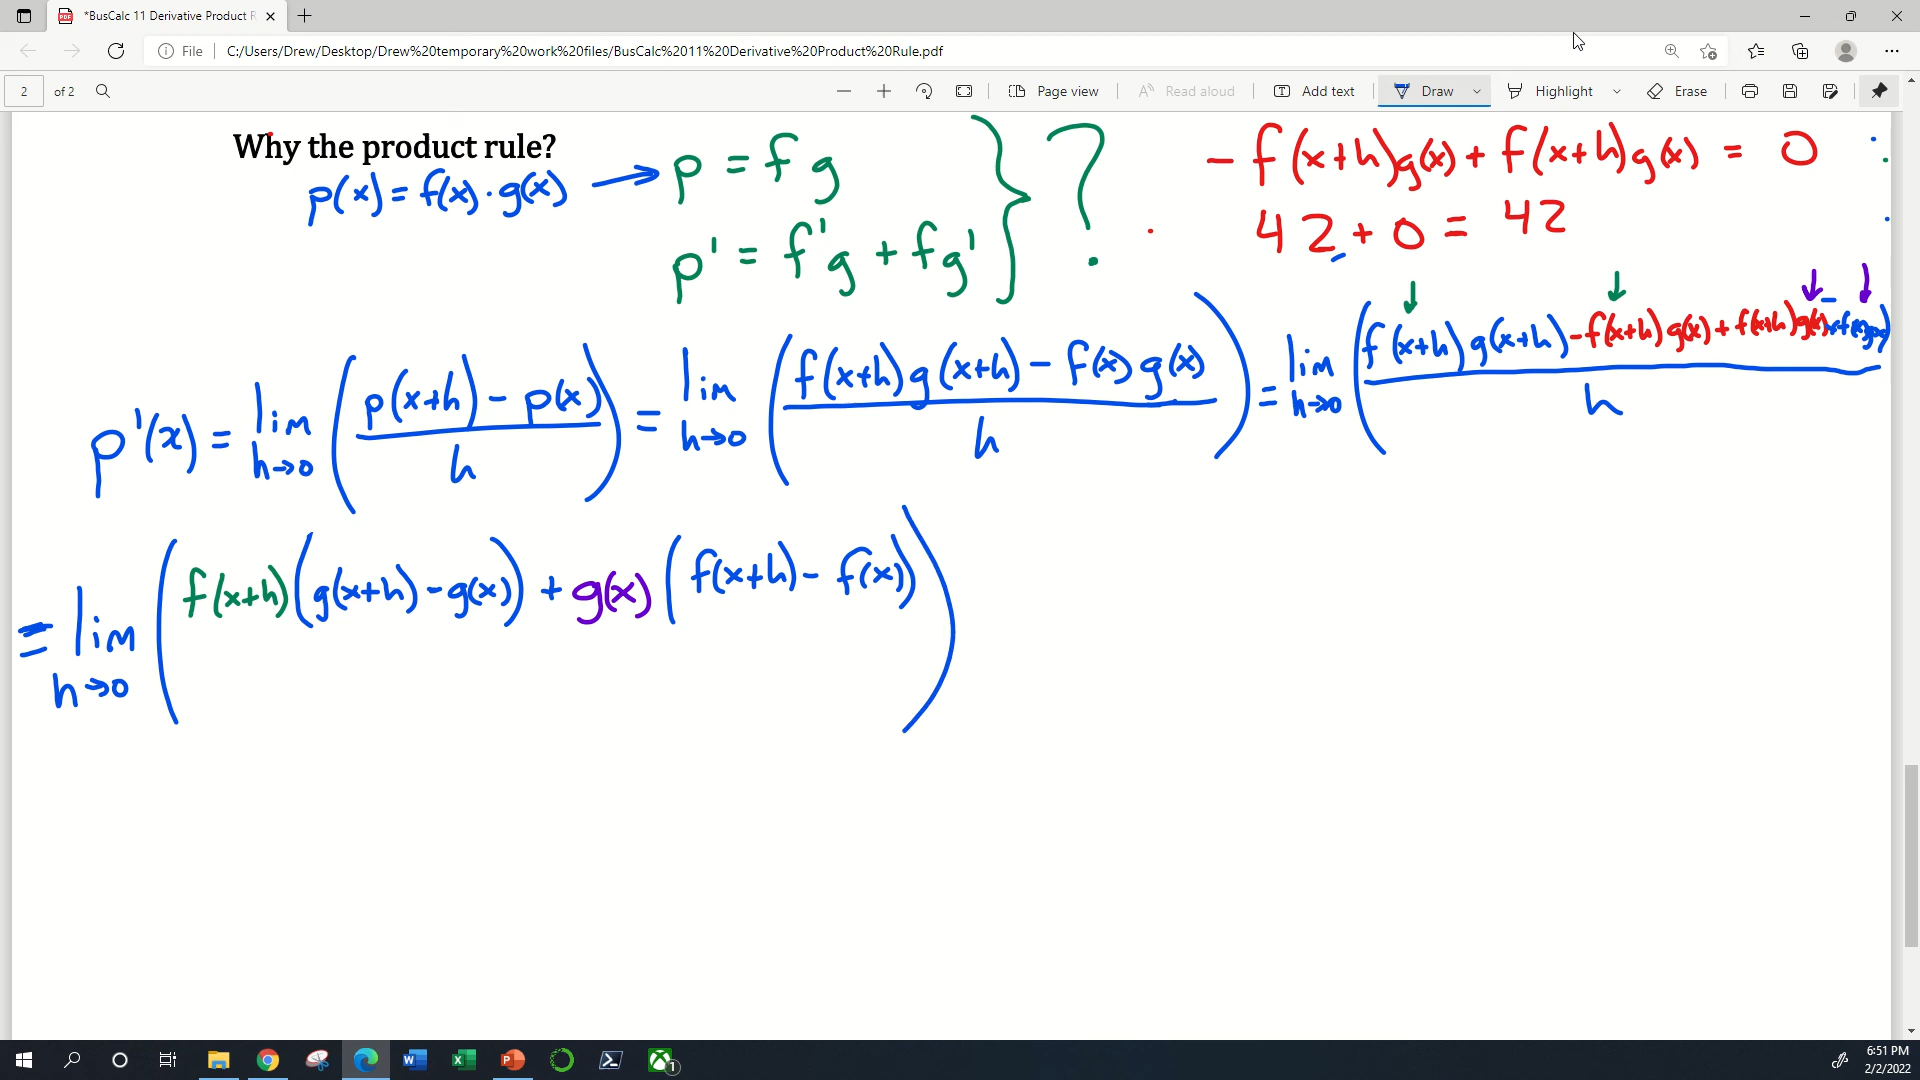 *BusCalc 11 Derivative Product R
File C:/Users/Drew/Desktop/Drew%20temporary%20work%20files/BusCalc%2011%20Derivative%20Product%20Rule.pdf
2 of 2 Page view Read aloud Add text Draw Highlight Erase
Why the product rule?
p(x) = f(x)·g(x) → p = f g } ?
p' = f'g + fg'
- f(x+h)g(x) + f(x+h)g(x) = 0
42 + 0 = 42
p'(x) = lim h→0 (p(x+h) - p(x) / h) = lim h→0 (f(x+h)g(x+h) - f(x)g(x) / h) = lim h→0 (f(x+h)g(x+h) - f(x+h)g(x) + f(x+h)g(x) / h
= lim h→0 (f(x+h)(g(x+h) - g(x)) + g(x)(f(x+h) - f(x)))
1
6:51 PM
2/2/2022